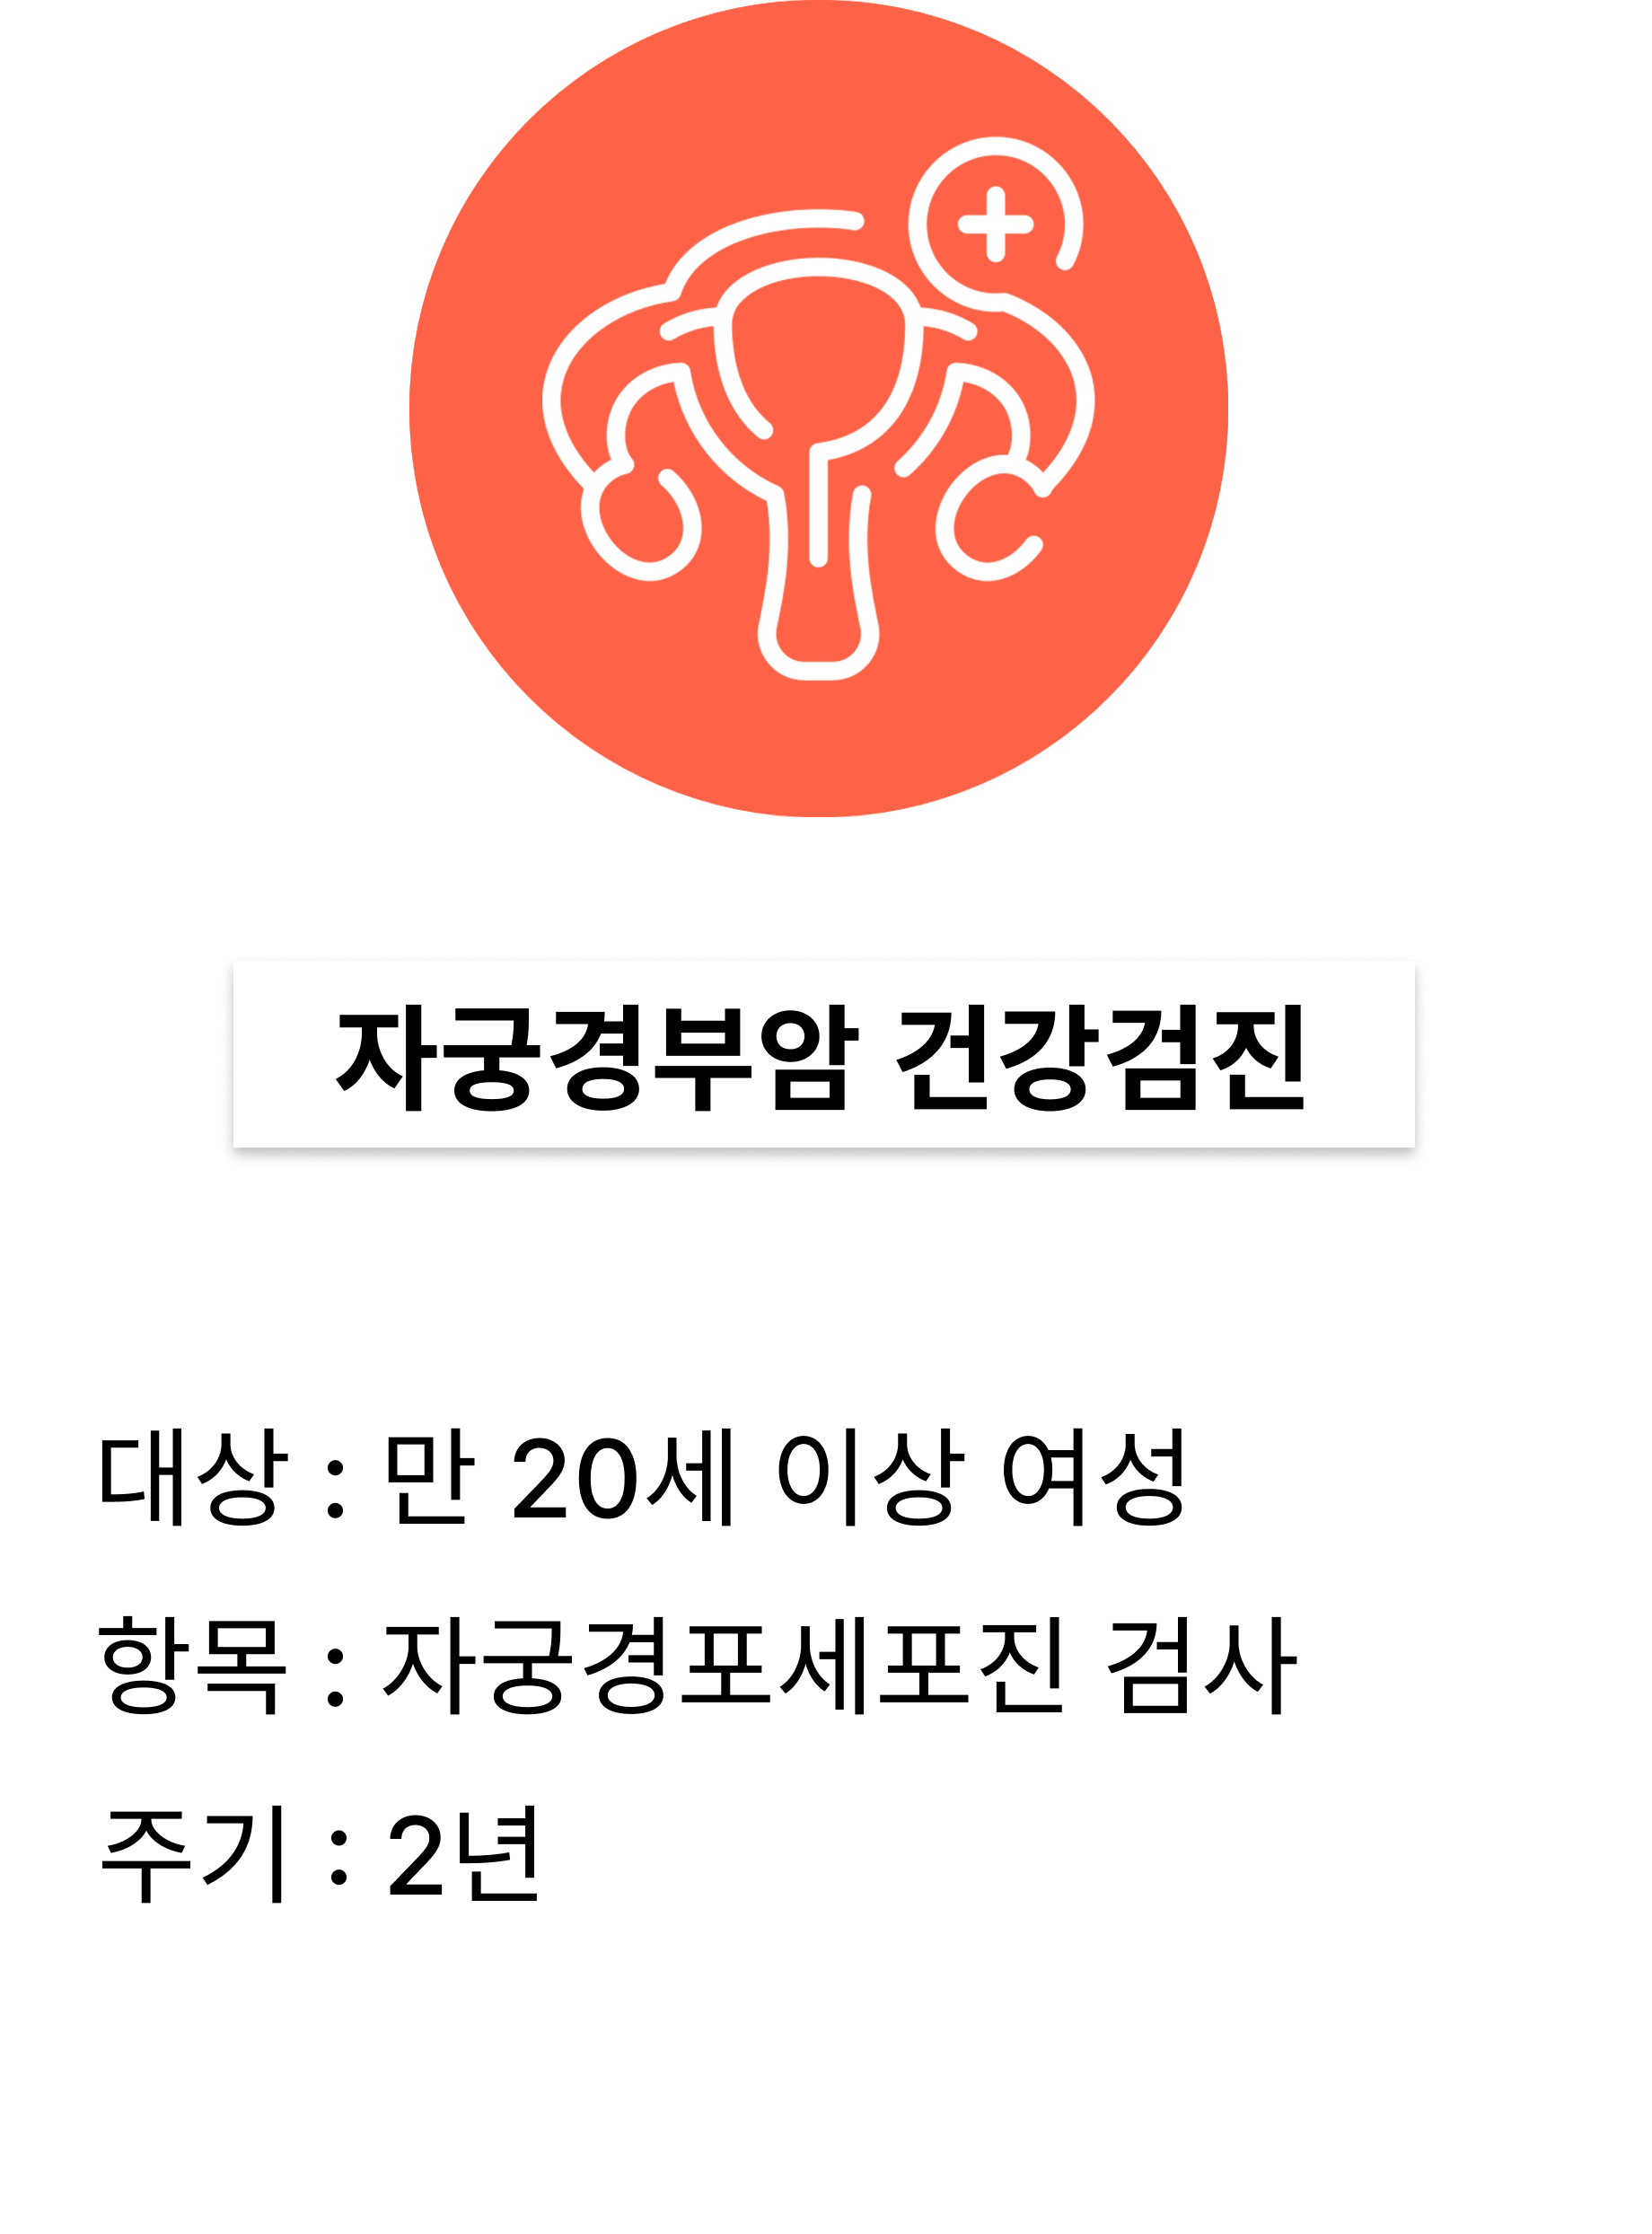 자궁경부암 건강검진
대상 : 만 20세 이상 여성
항목 : 자궁경포세포진 검사
주기 : 2년